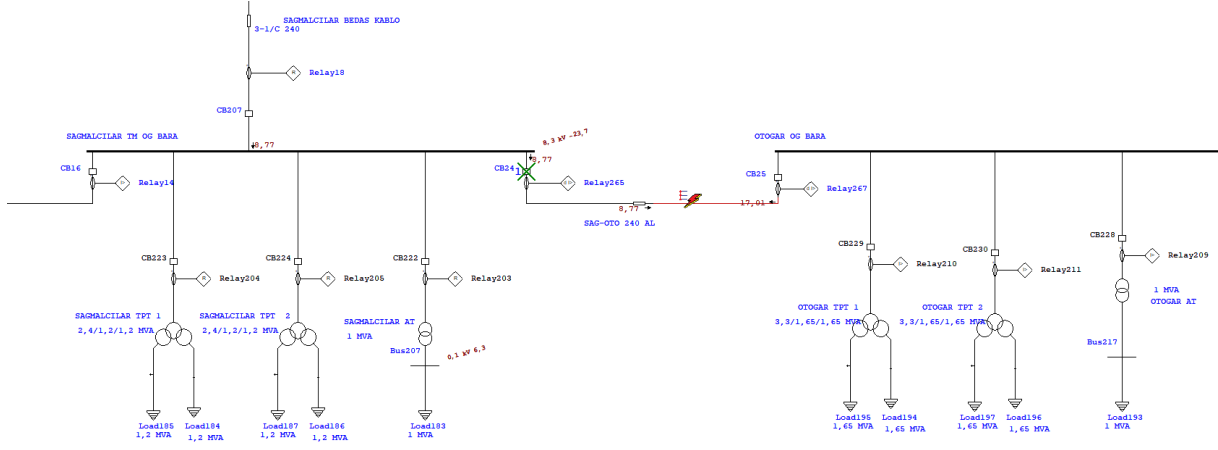 SAGMALCILAR BEDAS KABLO
3-1/C 240
R
Relay18
CB207
SAGMALCILAR TM OG BARA
8,77
8,3 kV -23,7
OTOGAR OG BARA
CB16
Relay14
CB24
1
8,77
Relay265
8,77
SAG-OTO 240 AL
17,01
CB25
Relay267
CB223
R
Relay204
CB224
R
Relay205
CB222
R
Relay203
CB229
Relay210
CB230
Relay211
CB228
Relay209
SAGMALCILAR TPT 1
2,4/1,2/1,2 MVA
SAGMALCILAR TPT 2
2,4/1,2/1,2 MVA
SAGMALCILAR AT
1 MVA
Bus207
0,1 kV 6,3
OTOGAR TPT 1
3,3/1,65/1,65 MVA
OTOGAR TPT 2
3,3/1,65/1,65 MVA
1 MVA
OTOGAR AT
Bus217
Load185
1,2 MVA
Load184
1,2 MVA
Load187
1,2 MVA
Load186
1,2 MVA
Load183
1 MVA
Load195
1,65 MVA
Load194
1,65 MVA
Load197
1,65 MVA
Load196
1,65 MVA
Load193
1 MVA